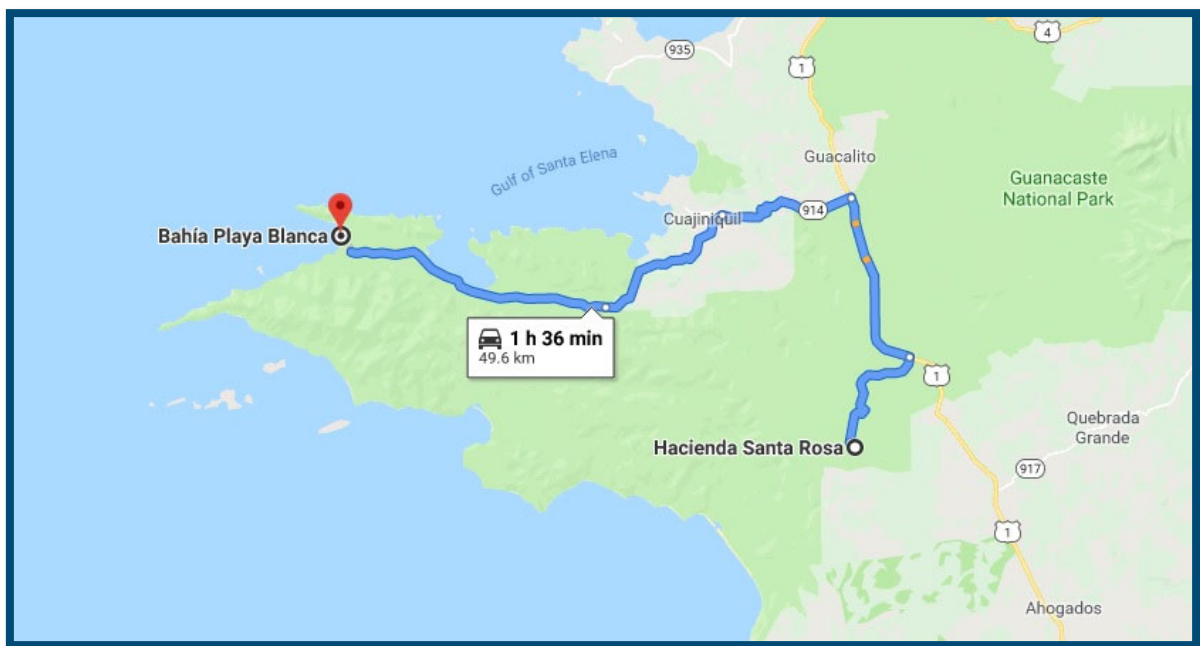 4
935
1
Guacalito
Gulf of Santa Elena
Guanacaste
National Park
914
Cuajiniquil
Bahía Playa Blanca
1 h 36 min
49.6 km
1
Quebrada
Grande
Hacienda Santa Rosa
917
1
Ahogados